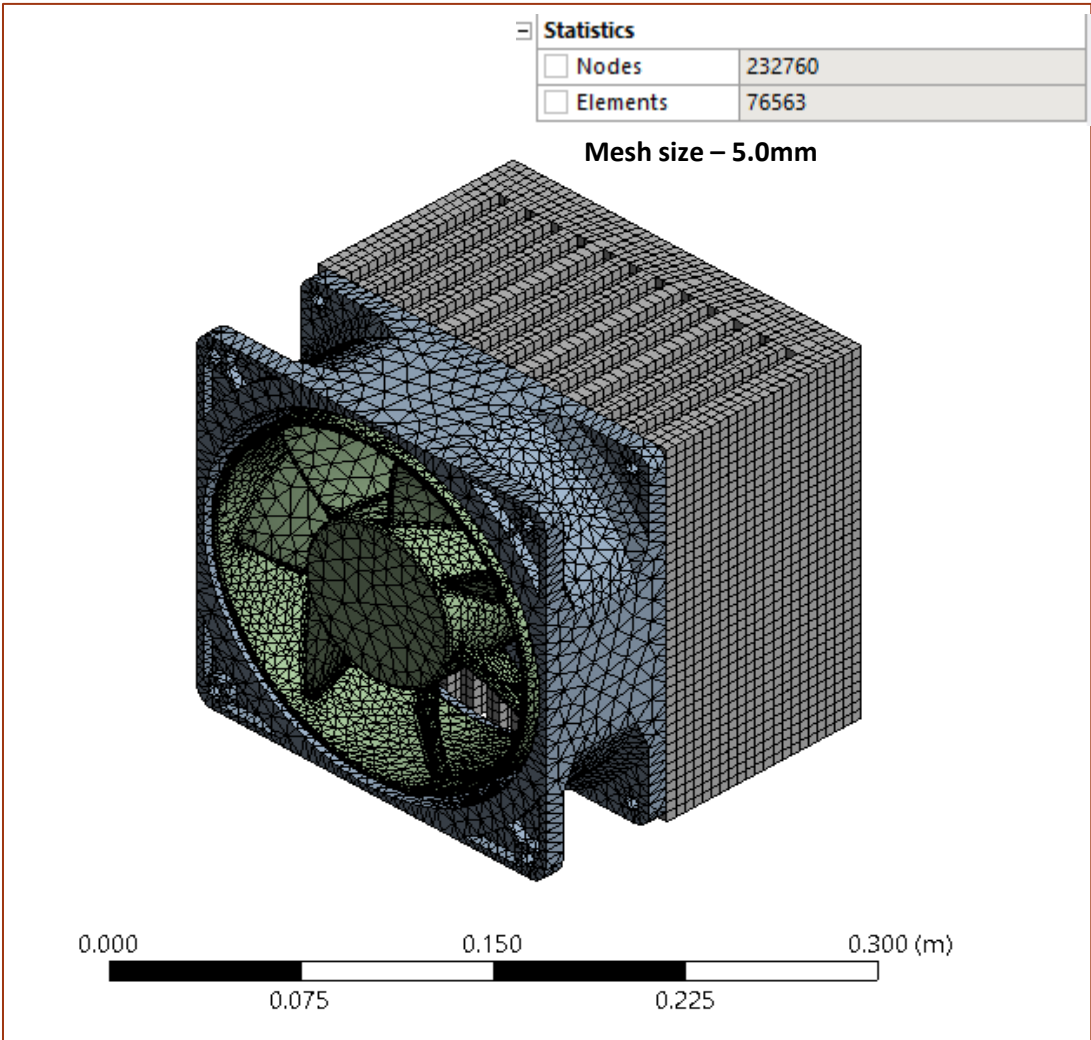 Statistics
Nodes 232760
Elements 76563
Mesh size – 5.0mm
0.000 0.150 0.300 (m)
0.075 0.225